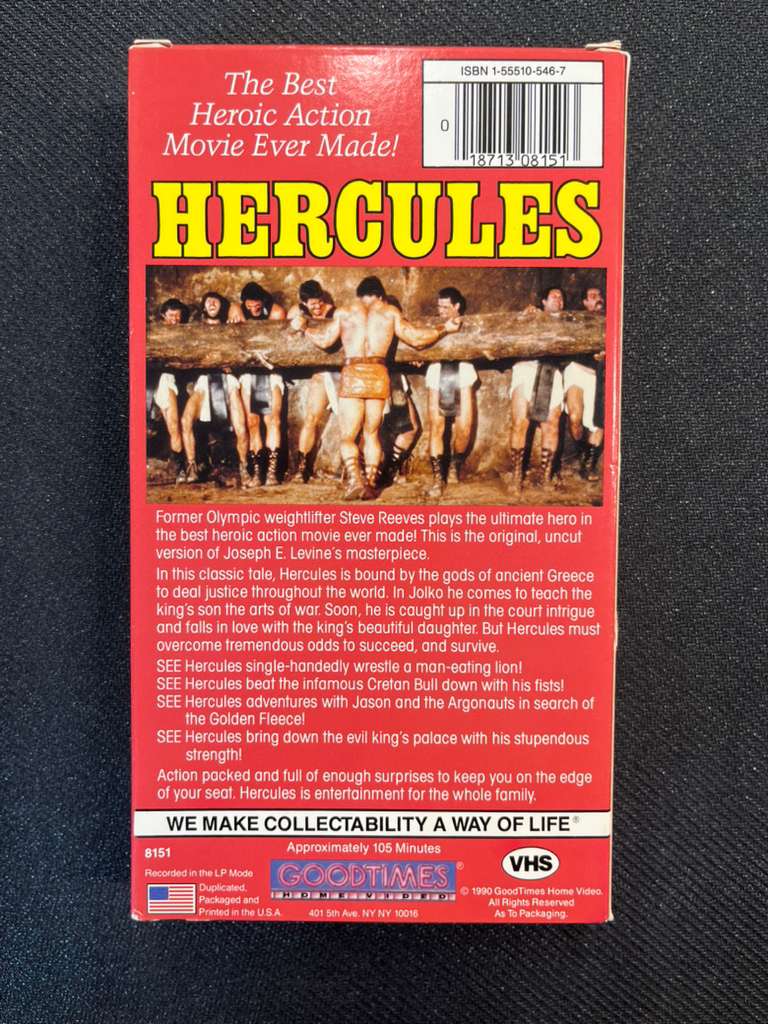 The Best
Heroic Action
Movie Ever Made!
ISBN 1-55510-546-7
0
18713 08151
HERCULES
Former Olympic weightlifter Steve Reeves plays the ultimate hero in
the best heroic action movie ever made! This is the original, uncut
version of Joseph E. Levine's masterpiece.
In this classic tale, Hercules is bound by the gods of ancient Greece
to deal justice throughout the world. In Jolko he comes to teach the
king's son the arts of war. Soon, he is caught up in the court intrigue
and falls in love with the king's beautiful daughter. But Hercules must
overcome tremendous odds to succeed, and survive.
SEE Hercules single-handedly wrestle a man-eating lion!
SEE Hercules beat the infamous Cretan Bull down with his fists!
SEE Hercules adventures with Jason and the Argonauts in search of
the Golden Fleece!
SEE Hercules bring down the evil king's palace with his stupendous
strength!
Action packed and full of enough surprises to keep you on the edge
of your seat. Hercules is entertainment for the whole family.
WE MAKE COLLECTABILITY A WAY OF LIFE®
8151
Approximately 105 Minutes
Recorded in the LP Mode
Duplicated,
Packaged and
Printed in the U.S.A.
GOODTIMES®
HOME VIDEO
401 5th Ave. NY NY 10016
VHS
© 1990 GoodTimes Home Video.
All Rights Reserved
As To Packaging.